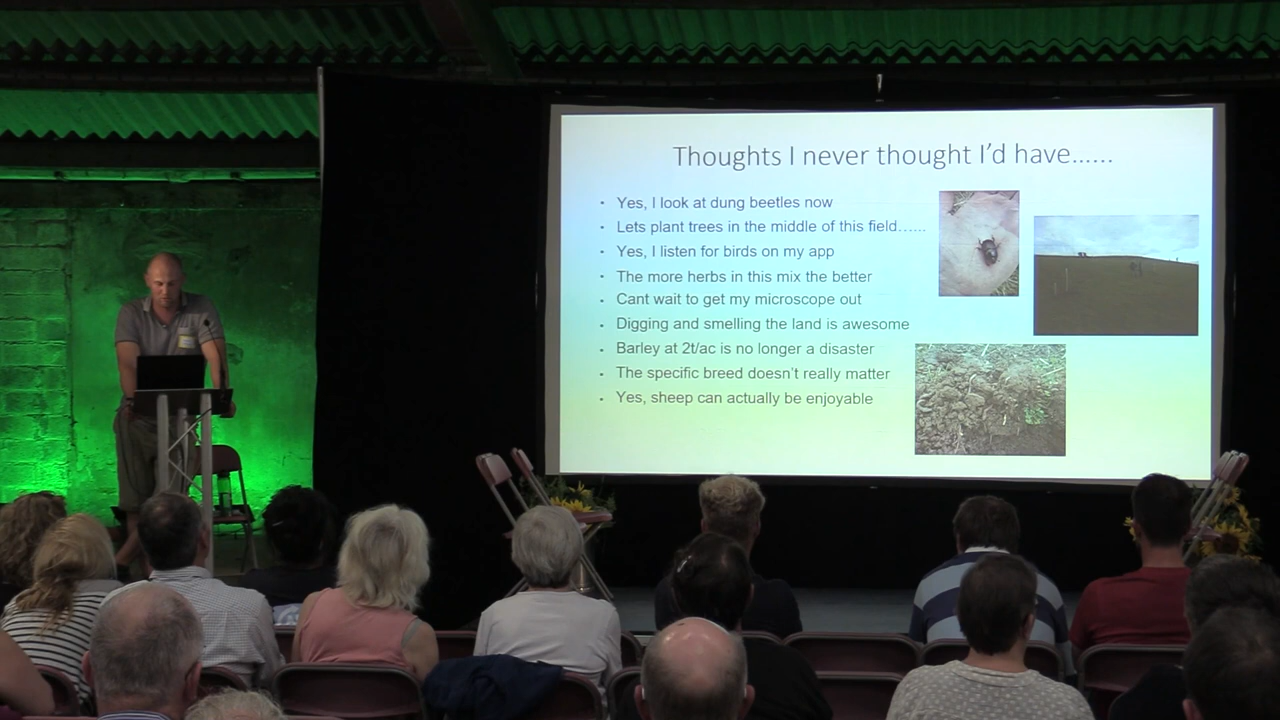 Thoughts I never thought I'd have......
• Yes, I look at dung beetles now
• Lets plant trees in the middle of this field......
• Yes, I listen for birds on my app
• The more herbs in this mix the better
• Cant wait to get my microscope out
• Digging and smelling the land is awesome
• Barley at 2t/ac is no longer a disaster
• The specific breed doesn't really matter
• Yes, sheep can actually be enjoyable